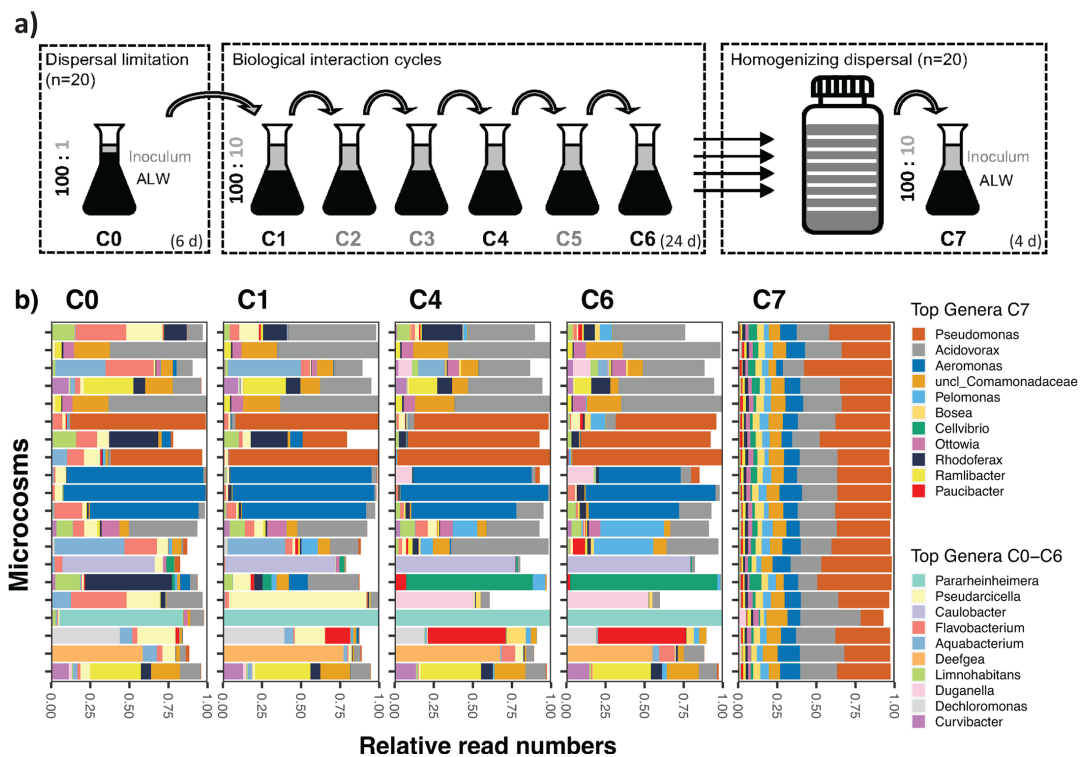 a)
Dispersal limitation
(n=20)
100 : 1
Inoculum
ALW
C0
(6 d)
Biological interaction cycles
100 : 10
C1
C2
C3
C4
C5
C6
(24 d)
Homogenizing dispersal (n=20)
100 : 10
Inoculum
ALW
C7
(4 d)
b)
C0
C1
C4
C6
C7
Microcosms
0.00 0.25 0.50 0.75 1.00
0.00 0.25 0.50 0.75 1.00
0.00 0.25 0.50 0.75 1.00
0.00 0.25 0.50 0.75 1.00
0.00 0.25 0.50 0.75 1.00
Relative read numbers
Top Genera C7
Pseudomonas
Acidovorax
Aeromonas
uncl_Comamonadaceae
Pelomonas
Bosea
Cellvibrio
Ottowia
Rhodoferax
Ramlibacter
Paucibacter
Top Genera C0–C6
Pararheinheimera
Pseudarcicella
Caulobacter
Flavobacterium
Aquabacterium
Deefgea
Limnohabitans
Duganella
Dechloromonas
Curvibacter